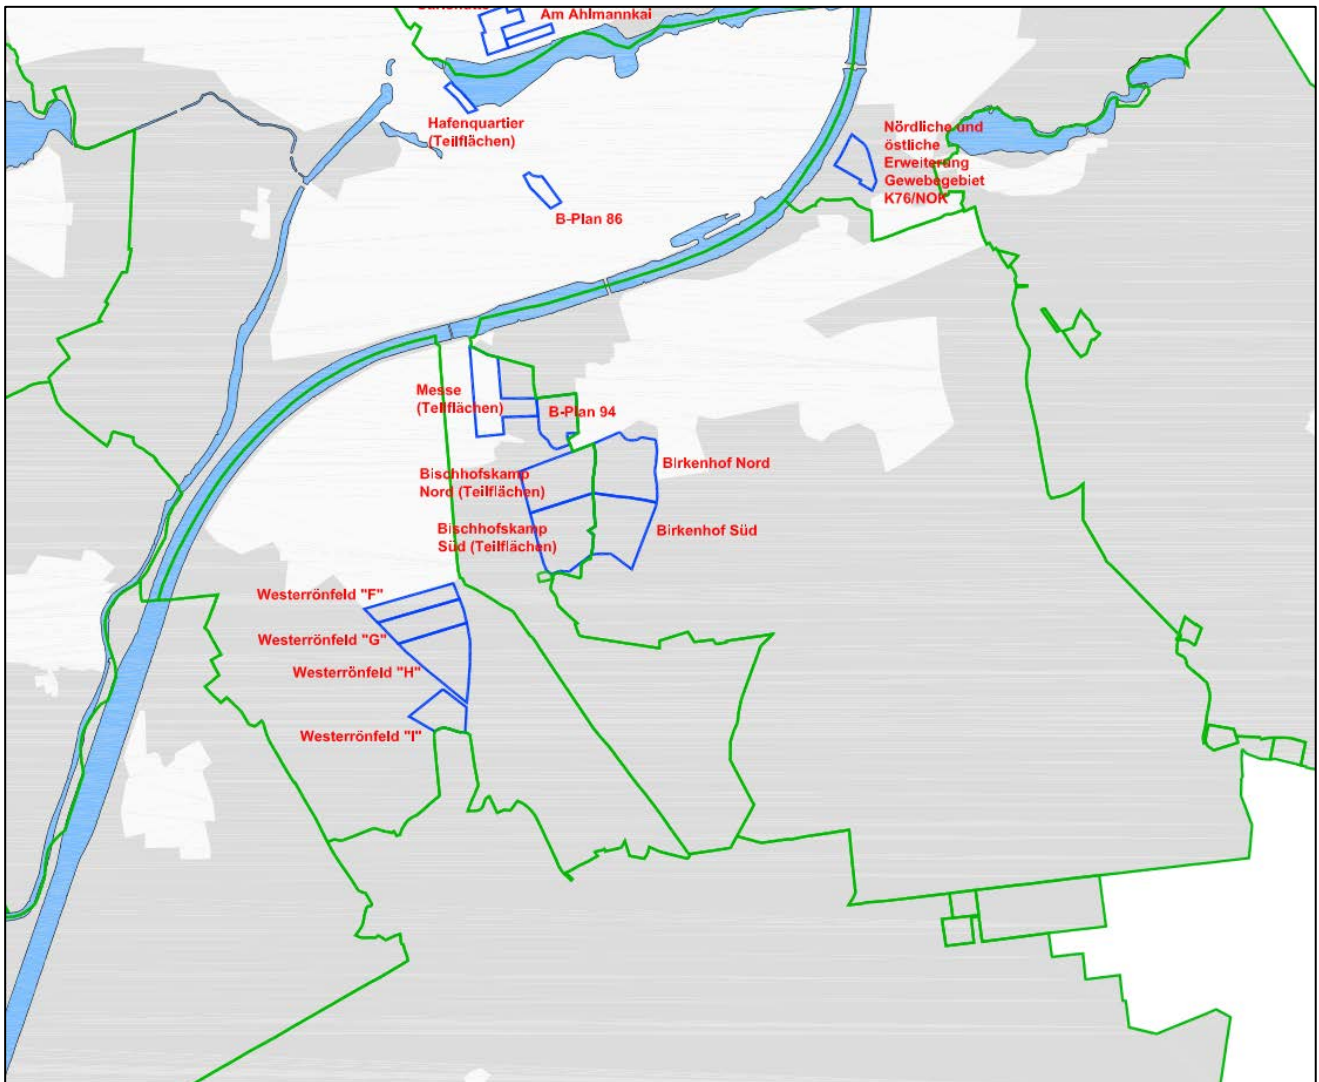 Am Ahlmannkai
Hafenquartier
(Teilflächen)
Nördliche und
östliche
Erweiterung
Gewebegebiet
K76/NOK
B-Plan 86
Messe
(Teilflächen)
B-Plan 94
Bischhofskamp
Nord (Teilflächen)
Birkenhof Nord
Bischhofskamp
Süd (Teilflächen)
Birkenhof Süd
Westerrönfeld "F"
Westerrönfeld "G"
Westerrönfeld "H"
Westerrönfeld "I"